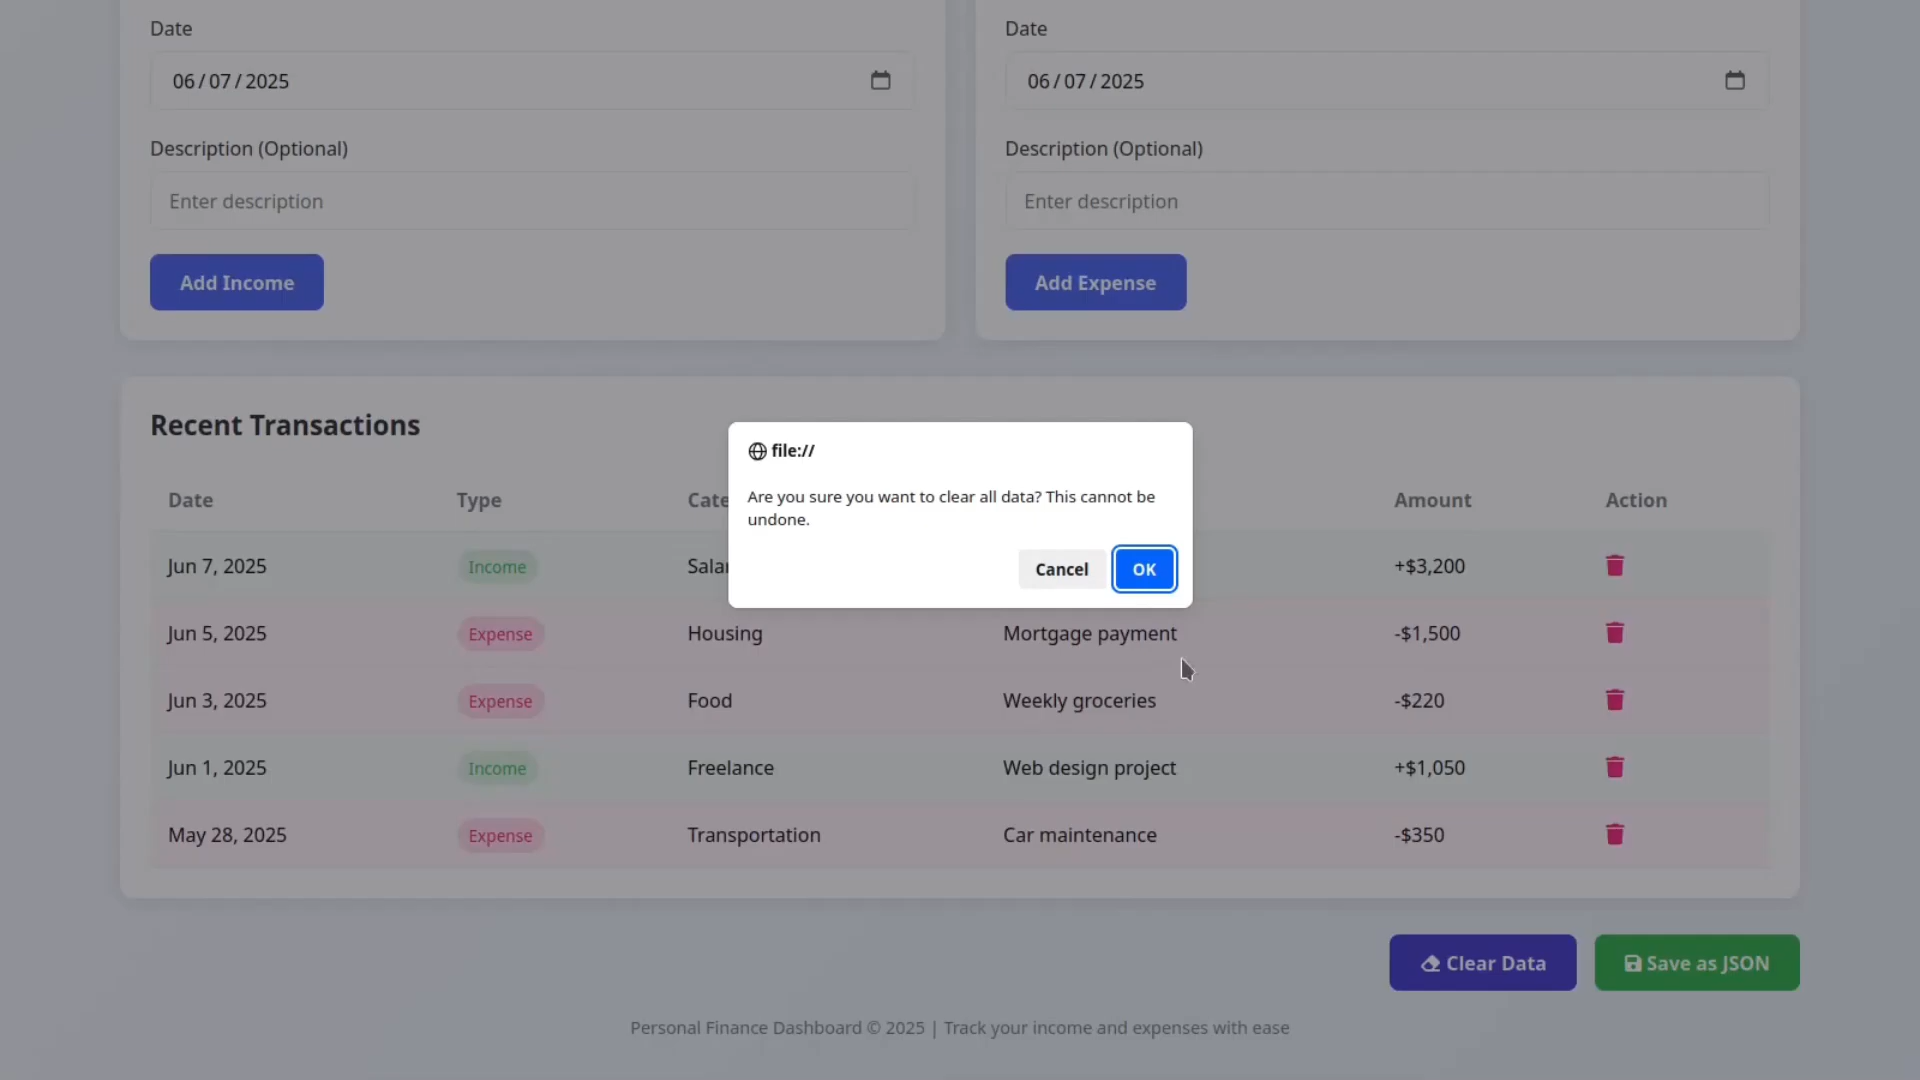 Date
Date
06/07/2025
06/07/2025
Description (Optional)
Description (Optional)
Enter description
Enter description
Add Income
Add Expense
Recent Transactions
file://
Are you sure you want to clear all data? This cannot be
undone.
Cancel
OK
Date Type Cate Amount Action
Jun 7, 2025 Income Salar +$3,200
Jun 5, 2025 Expense Housing Mortgage payment -$1,500
Jun 3, 2025 Expense Food Weekly groceries -$220
Jun 1, 2025 Income Freelance Web design project +$1,050
May 28, 2025 Expense Transportation Car maintenance -$350
Clear Data
Save as JSON
Personal Finance Dashboard © 2025 | Track your income and expenses with ease